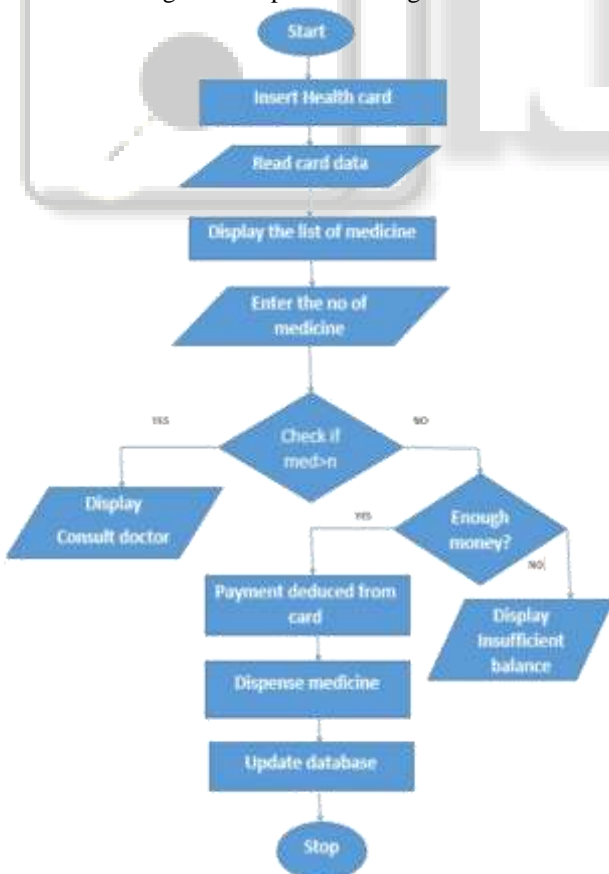 Start
Insert Health card
Read card data
Display the list of medicine
Enter the no of
medicine
YES
NO
Check if
med>n
Display
Consult doctor
YES
Enough
money?
NO
Payment deduced from
card
Display
Insufficient
balance
Dispense medicine
Update database
Stop